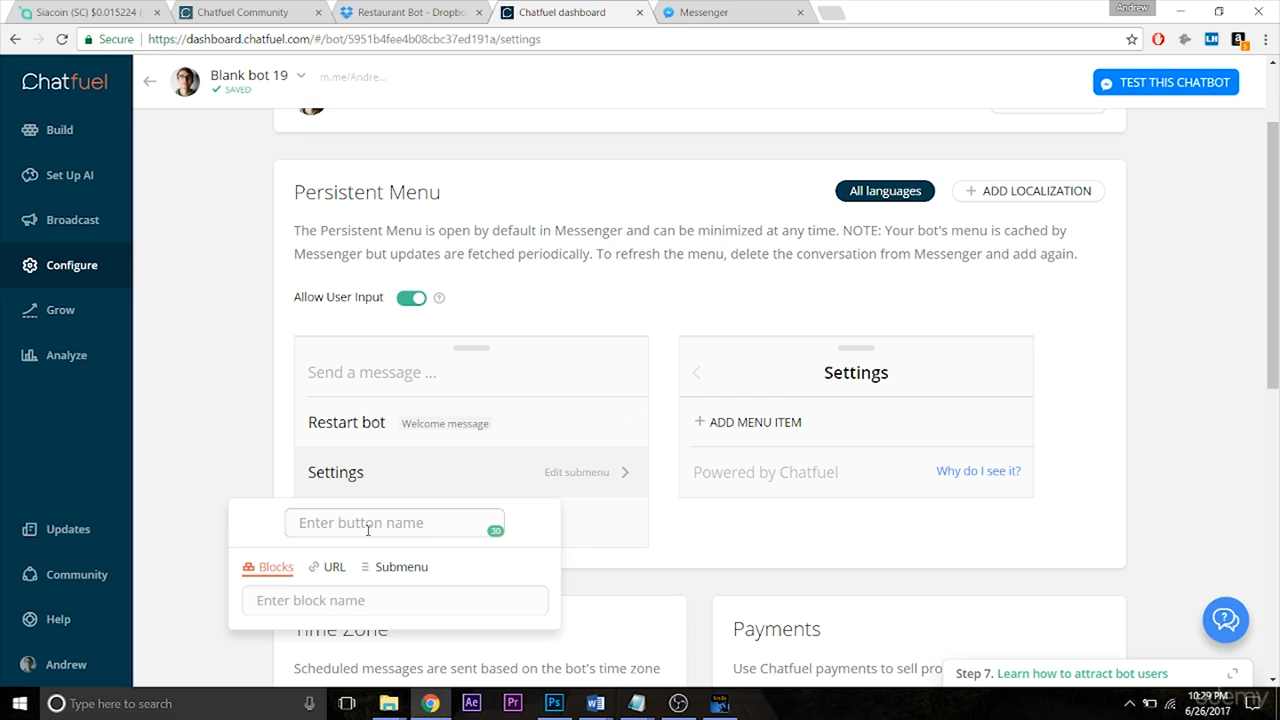 Siacoin (SC) $0.015224 (
Chatfuel Community
Restaurant Bot - Dropbo
Chatfuel dashboard
Messenger
Andrew
Secure
https://dashboard.chatfuel.com/#/bot/5951b4fee4b08cbc37ed191a/settings
Chatfuel
Blank bot 19
SAVED
m.me/Andre...
TEST THIS CHATBOT
Build
Set Up AI
Broadcast
Configure
Grow
Analyze
Updates
Community
Help
Andrew
Persistent Menu
All languages
+ ADD LOCALIZATION
The Persistent Menu is open by default in Messenger and can be minimized at any time. NOTE: Your bot's menu is cached by
Messenger but updates are fetched periodically. To refresh the menu, delete the conversation from Messenger and add again.
Allow User Input
Send a message ...
Restart bot Welcome message
Settings Edit submenu
Settings
+ ADD MENU ITEM
Powered by Chatfuel Why do I see it?
Enter button name
30
Blocks URL Submenu
Enter block name
Time Zone
Scheduled messages are sent based on the bot's time zone
Payments
Use Chatfuel payments to sell pro
Step 7. Learn how to attract bot users
Type here to search
10:29 PM
6/26/2017
udemy